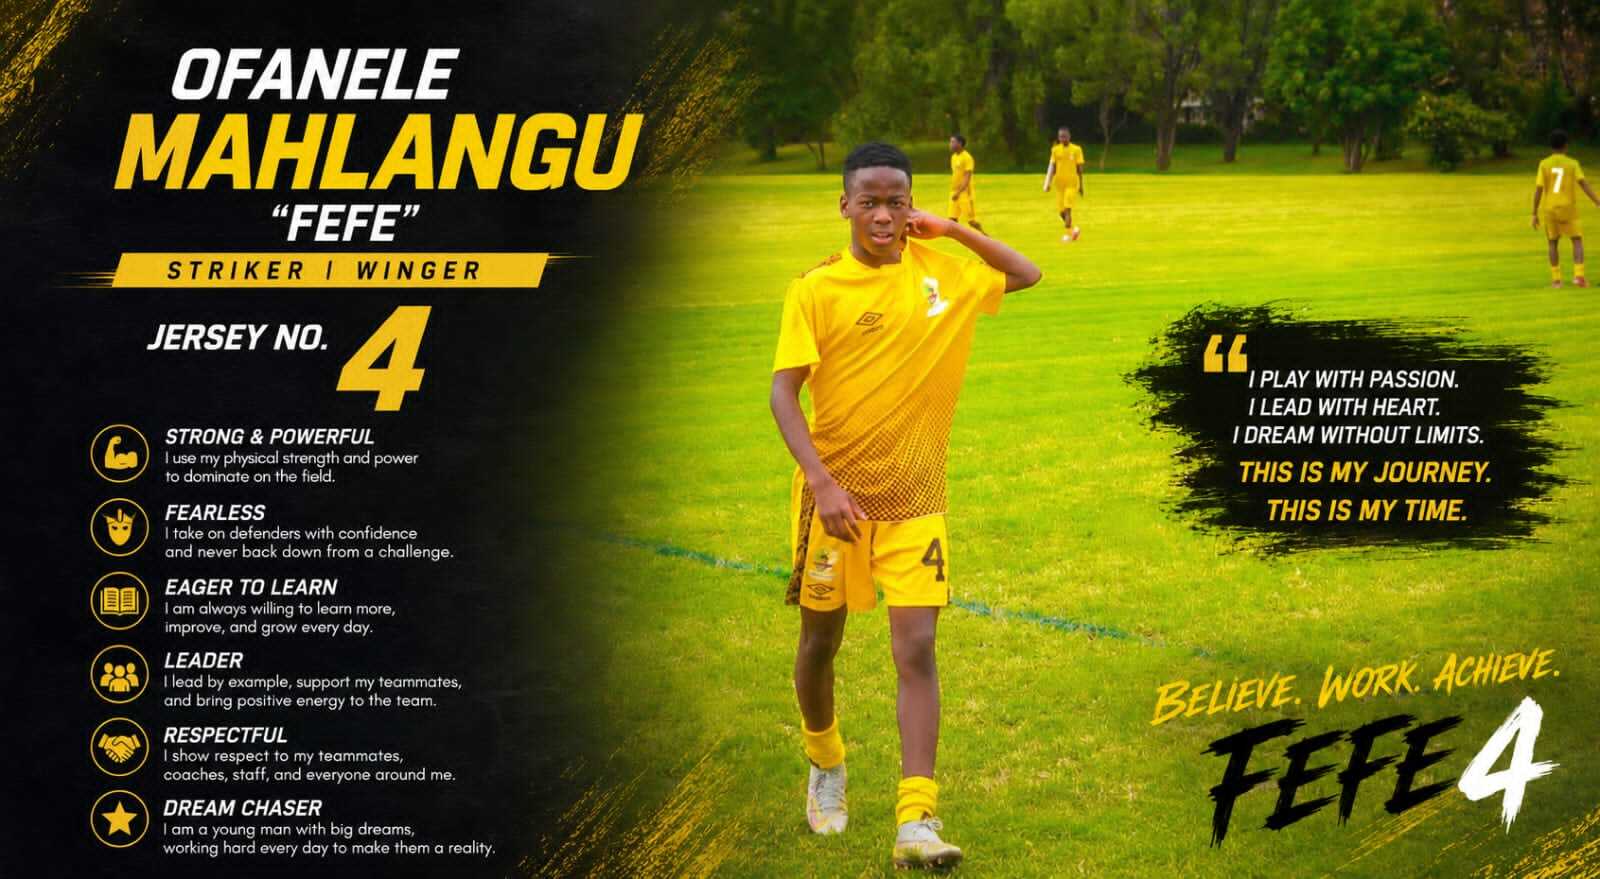 OFANELE
MAHLANGU
“FEFE”
STRIKER | WINGER
JERSEY NO. 4
STRONG & POWERFUL
I use my physical strength and power
to dominate on the field.
FEARLESS
I take on defenders with confidence
and never back down from a challenge.
EAGER TO LEARN
I am always willing to learn more,
improve, and grow every day.
LEADER
I lead by example, support my teammates,
and bring positive energy to the team.
RESPECTFUL
I show respect to my teammates,
coaches, staff, and everyone around me.
DREAM CHASER
I am a young man with big dreams,
working hard every day to make them a reality.
7
4
“I PLAY WITH PASSION.
I LEAD WITH HEART.
I DREAM WITHOUT LIMITS.
THIS IS MY JOURNEY.
THIS IS MY TIME.
BELIEVE. WORK. ACHIEVE.
FEFE4